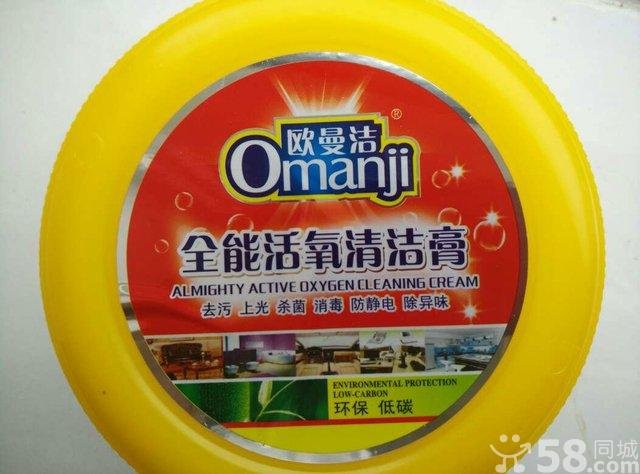 欧曼洁®
Omanji
全能活氧清洁膏
ALMIGHTY ACTIVE OXYGEN CLEANING CREAM
去污 上光 杀菌 消毒 防静电 除异味
ENVIRONMENTAL PROTECTION
LOW-CARBON
环保 低碳
58同城